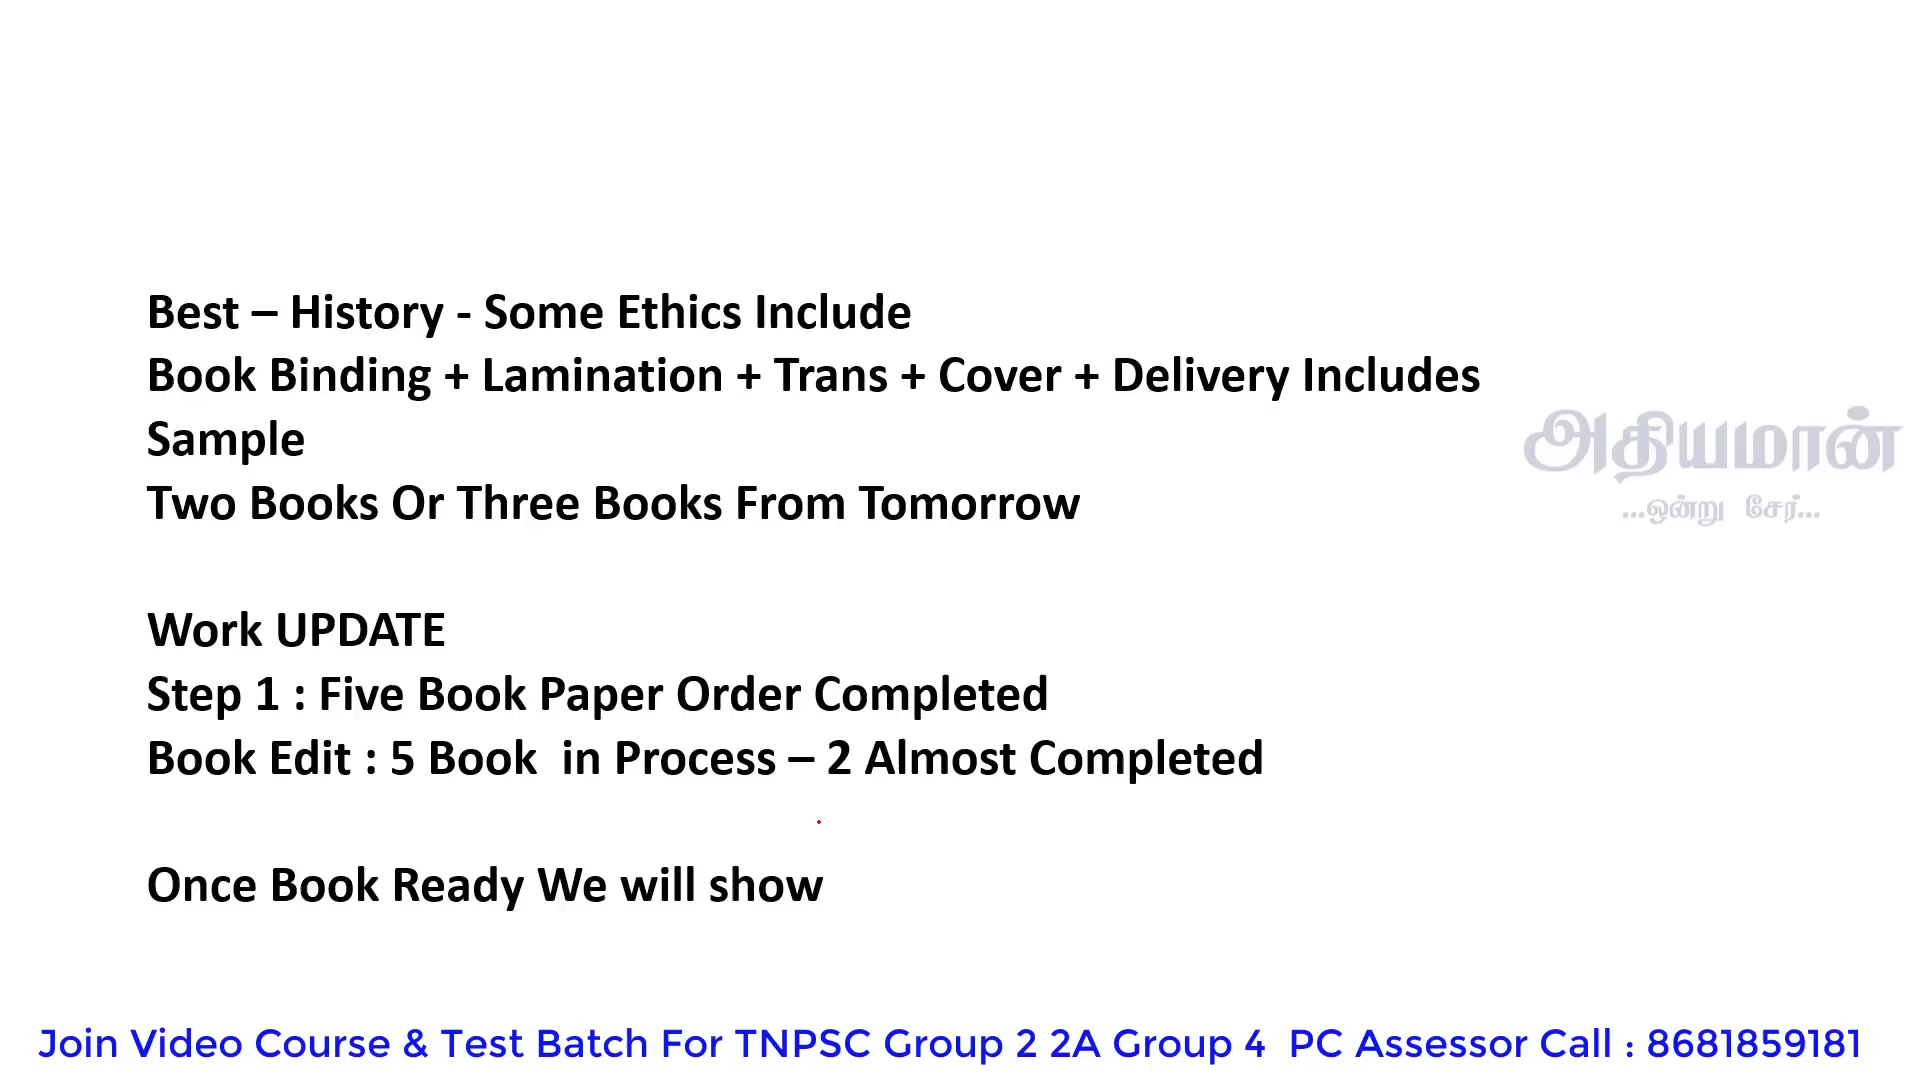 Best – History - Some Ethics Include
Book Binding + Lamination + Trans + Cover + Delivery Includes
Sample
அதியமான்
Two Books Or Three Books From Tomorrow
...ஒன்று சேர்...
Work UPDATE
Step 1 : Five Book Paper Order Completed
Book Edit : 5 Book  in Process – 2 Almost Completed
Once Book Ready We will show
Join Video Course & Test Batch For TNPSC Group 2 2A Group 4  PC Assessor Call : 8681859181